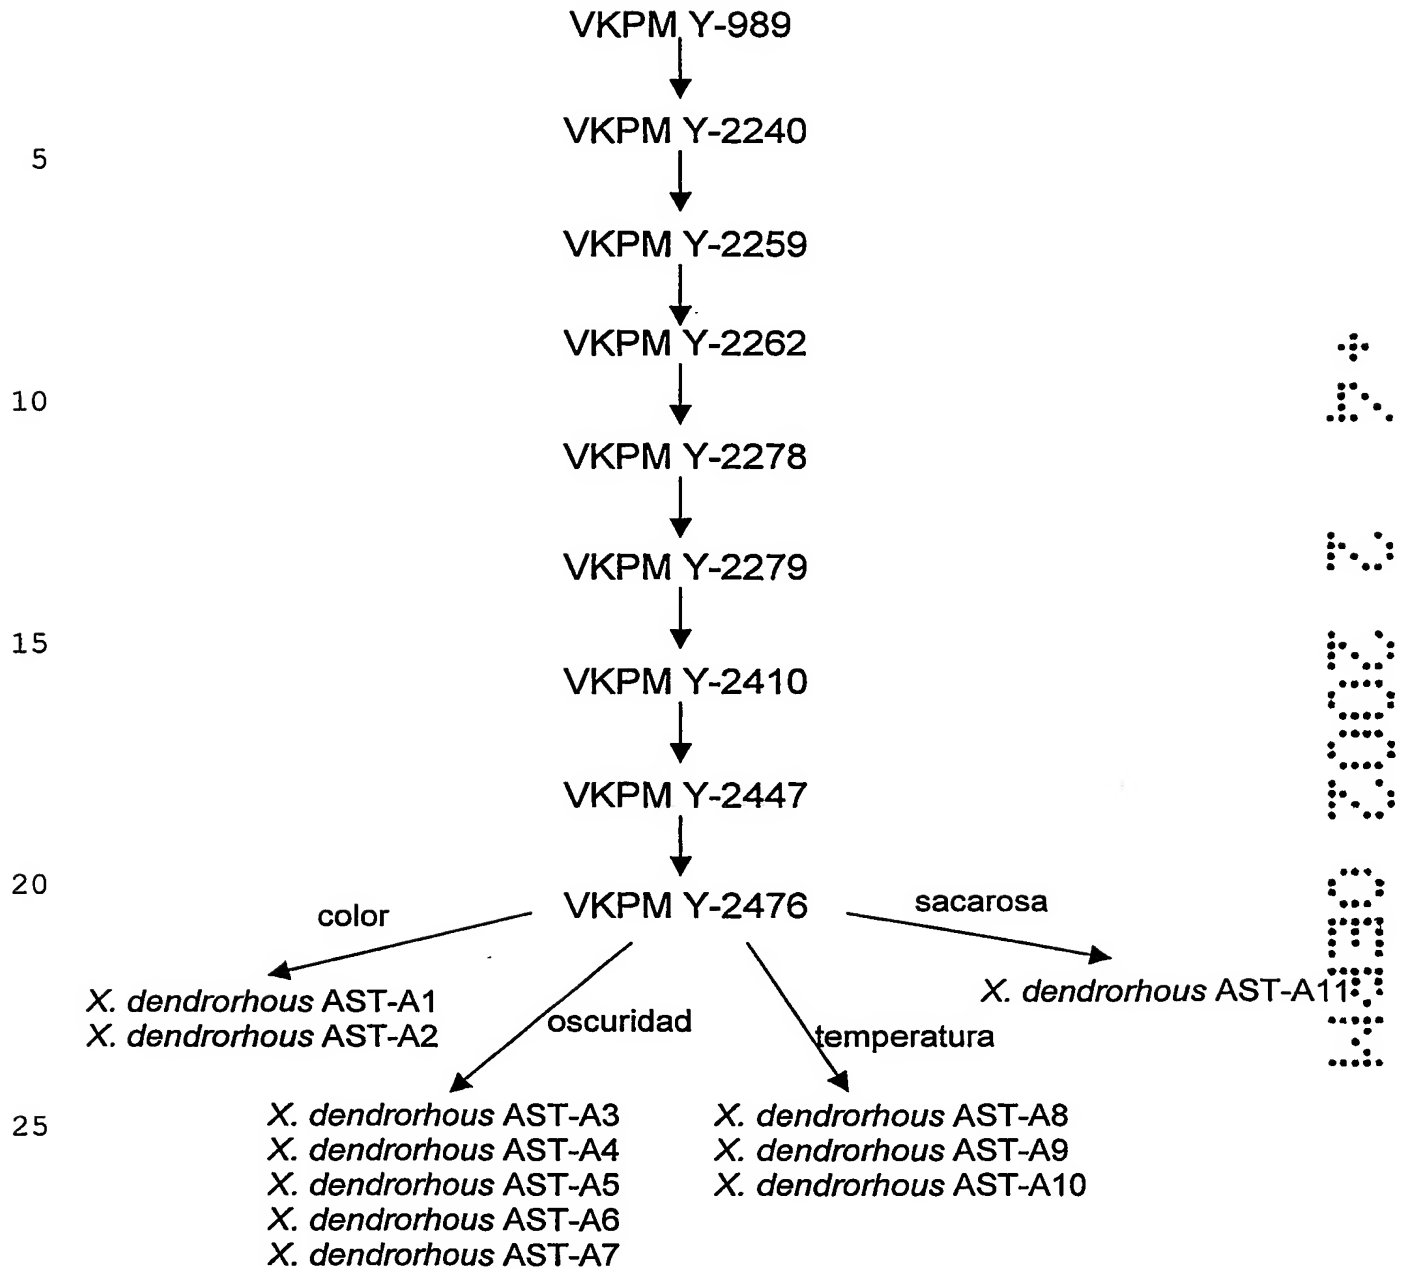 VKPM Y-989
VKPM Y-2240
5
VKPM Y-2259
VKPM Y-2262
10
VKPM Y-2278
VKPM Y-2279
15
VKPM Y-2410
VKPM Y-2447
20
VKPM Y-2476
color
sacarosa
X. dendrorhous AST-A1
X. dendrorhous AST-A2
X. dendrorhous AST-A11
oscuridad
temperatura
25
X. dendrorhous AST-A3
X. dendrorhous AST-A4
X. dendrorhous AST-A5
X. dendrorhous AST-A6
X. dendrorhous AST-A7
X. dendrorhous AST-A8
X. dendrorhous AST-A9
X. dendrorhous AST-A10